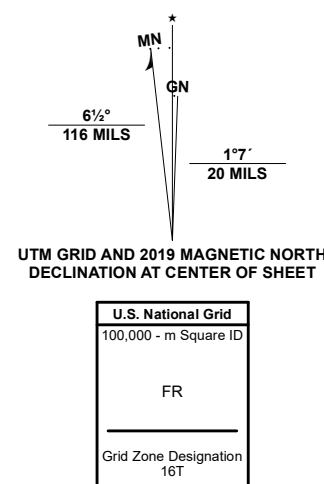 ★
MN
GN
6½°
116 MILS
1°7´
20 MILS
UTM GRID AND 2019 MAGNETIC NORTH
DECLINATION AT CENTER OF SHEET
U.S. National Grid
100,000 - m Square ID
FR
Grid Zone Designation
16T